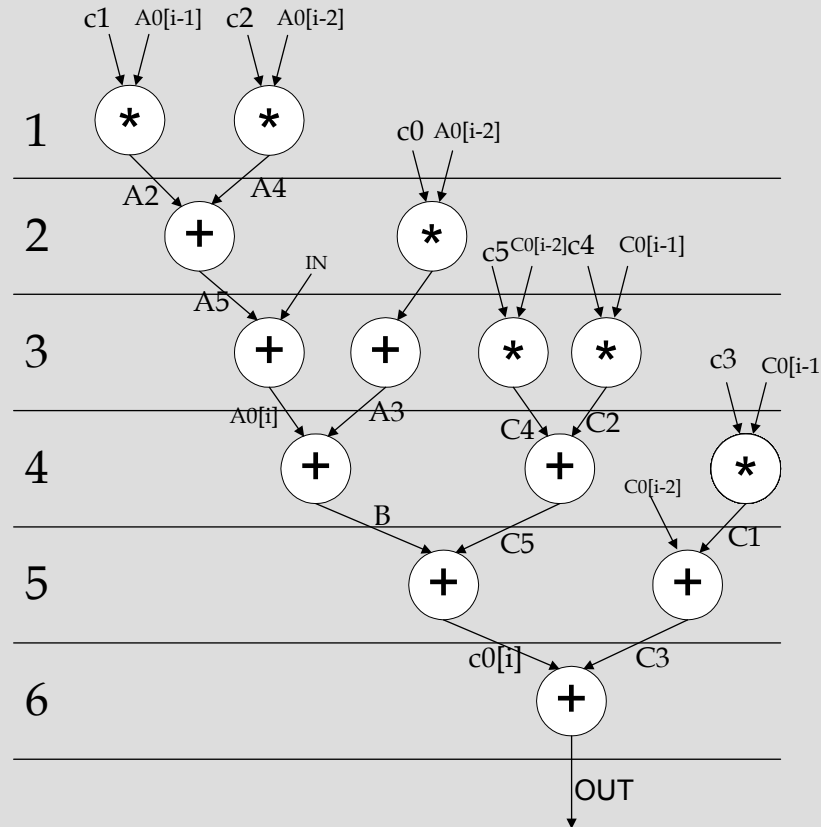 c1 A0[i-1] c2 A0[i-2]
1 * *
c0 A0[i-2]
A2 A4
2 + *
c5 C0[i-2] c4 C0[i-1]
IN
A5
3 + + * *
c3 C0[i-1
A0[i] A3 C4 C2
4 + + *
C0[i-2]
B C5 C1
5 + +
c0[i] C3
6 +
OUT